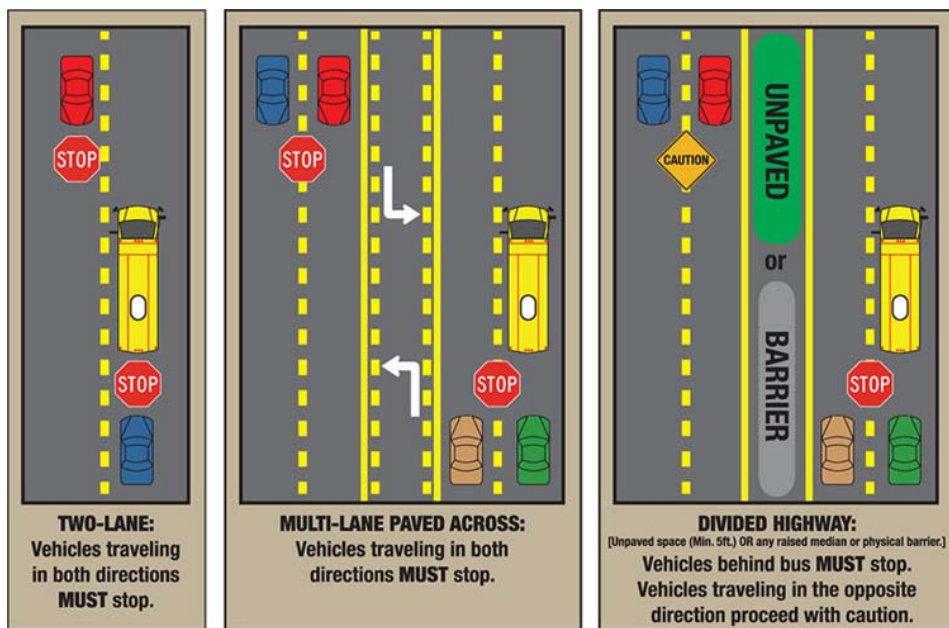 STOP
STOP
TWO-LANE:
Vehicles traveling
in both directions
MUST stop.
STOP
STOP
MULTI-LANE PAVED ACROSS:
Vehicles traveling in both
directions MUST stop.
CAUTION
UNPAVED
or
BARRIER
STOP
DIVIDED HIGHWAY:
[Unpaved space (Min. 5ft.) OR any raised median or physical barrier.]
Vehicles behind bus MUST stop.
Vehicles traveling in the opposite
direction proceed with caution.